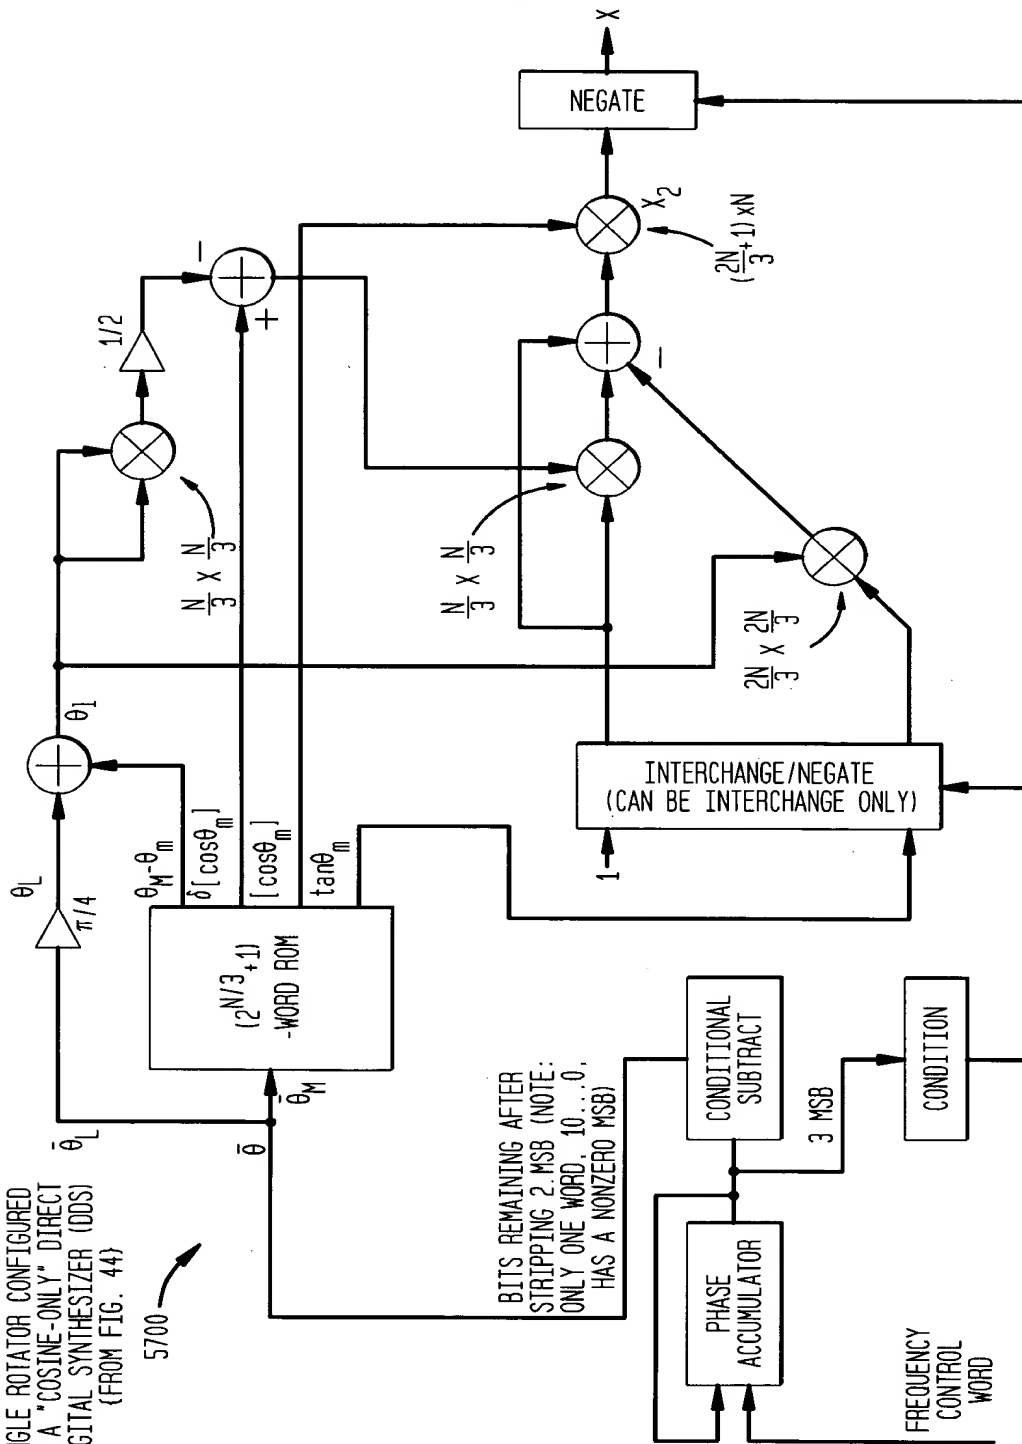 NGLE ROTATOR CONFIGURED
A "COSINE-ONLY" DIRECT
GITAL SYNTHESIZER (DDS)
(FROM FIG. 44)
5700
θ̄L
θL
π/4
θl
1/2
−
+
N/3 X N/3
θ̄
θ̄M
(2^N/3 +1)
-WORD ROM
θM-θm
δ[cosθm]
[cosθm]
tanθm
N/3 X N/3
1
INTERCHANGE/NEGATE
(CAN BE INTERCHANGE ONLY)
2N/3 X 2N/3
−
X2
(2N/3 +1) xN
NEGATE
X
BITS REMAINING AFTER
STRIPPING 2.MSB (NOTE:
ONLY ONE WORD, 10...0,
HAS A NONZERO MSB)
CONDITIONAL
SUBTRACT
3 MSB
CONDITION
PHASE
ACCUMULATOR
FREQUENCY
CONTROL
WORD